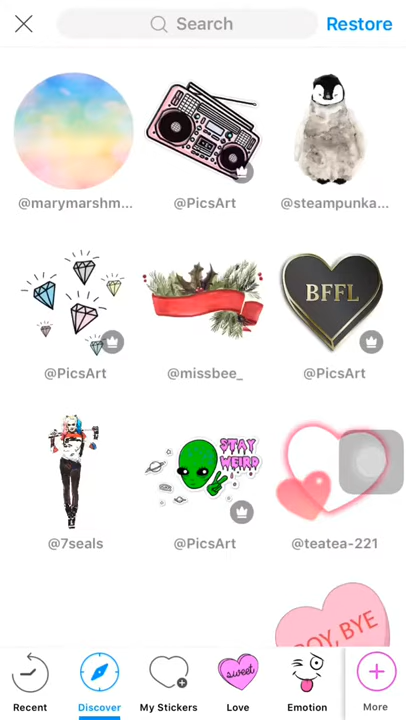 Search
Restore
@marymarshm...
@PicsArt
@steampunka...
BFFL
@PicsArt
@missbee_
@PicsArt
STAY
WEIRD
@7seals
@PicsArt
@teatea-221
BOY, BYE
sweet
Recent
Discover
My Stickers
Love
Emotion
More